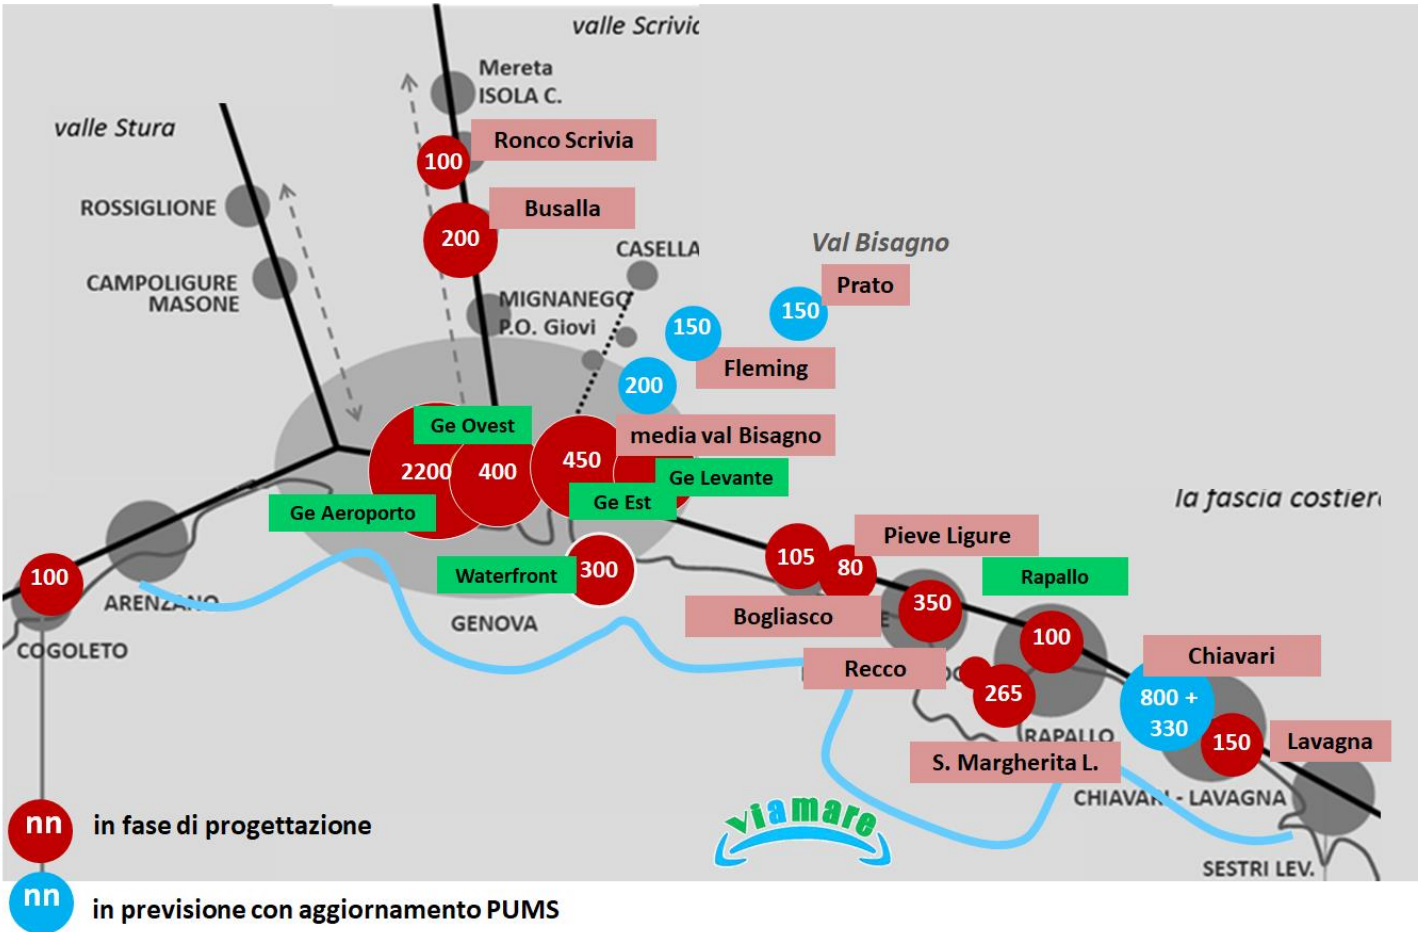 valle Scrivia
Mereta
ISOLA C.
valle Stura
Ronco Scrivia
100
ROSSIGLIONE
Busalla
200
CASELLA
Val Bisagno
Prato
CAMPOLIGURE
MASONE
MIGNANEGO
P.O. Giovi
150
150
Fleming
200
Ge Ovest
media val Bisagno
2200
400
450
Ge Levante
Ge Est
Ge Aeroporto
la fascia costier
Pieve Ligure
105
80
Rapallo
Waterfront
300
100
ARENZANO
COGOLETO
GENOVA
Bogliasco
350
100
Chiavari
Recco
265
800 +
330
150
Lavagna
RAPALLO
S. Margherita L.
CHIAVARI - LAVAGNA
viamare
SESTRI LEV.
nn
in fase di progettazione
nn
in previsione con aggiornamento PUMS